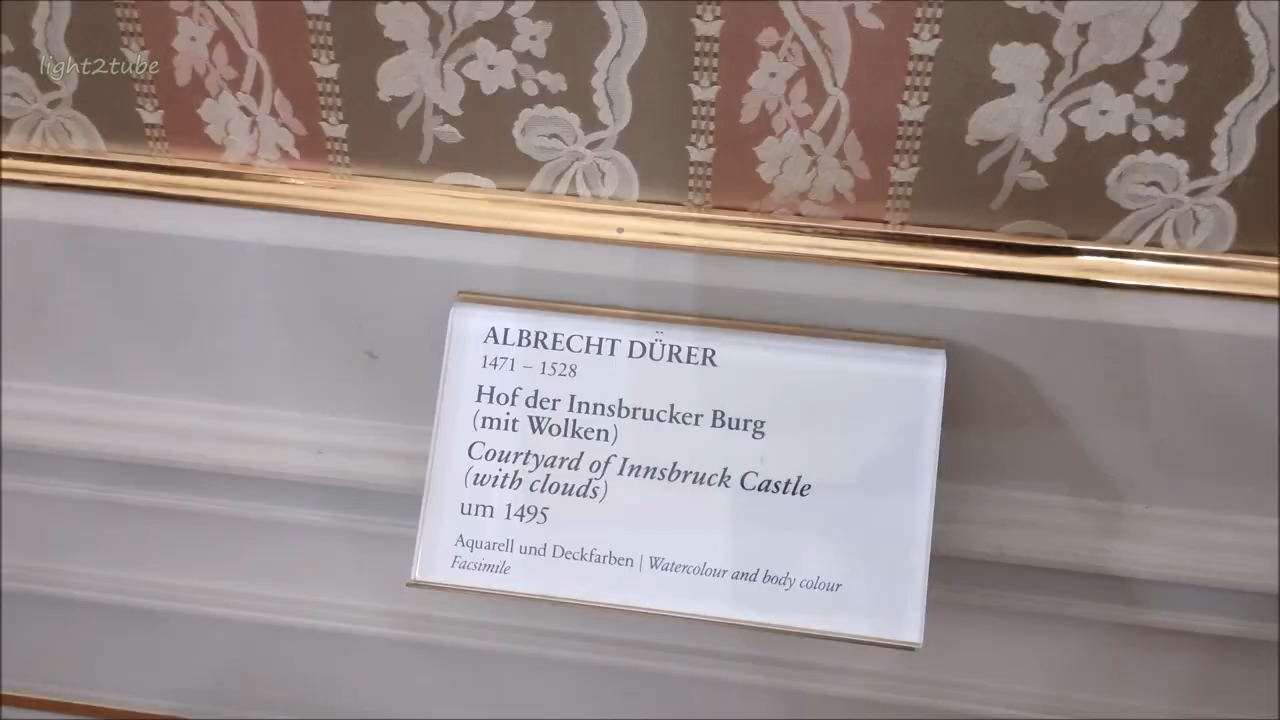 light2tube
ALBRECHT DÜRER
1471 – 1528
Hof der Innsbrucker Burg
(mit Wolken)
Courtyard of Innsbruck Castle
(with clouds)
um 1495
Aquarell und Deckfarben | Watercolour and body colour
Facsimile